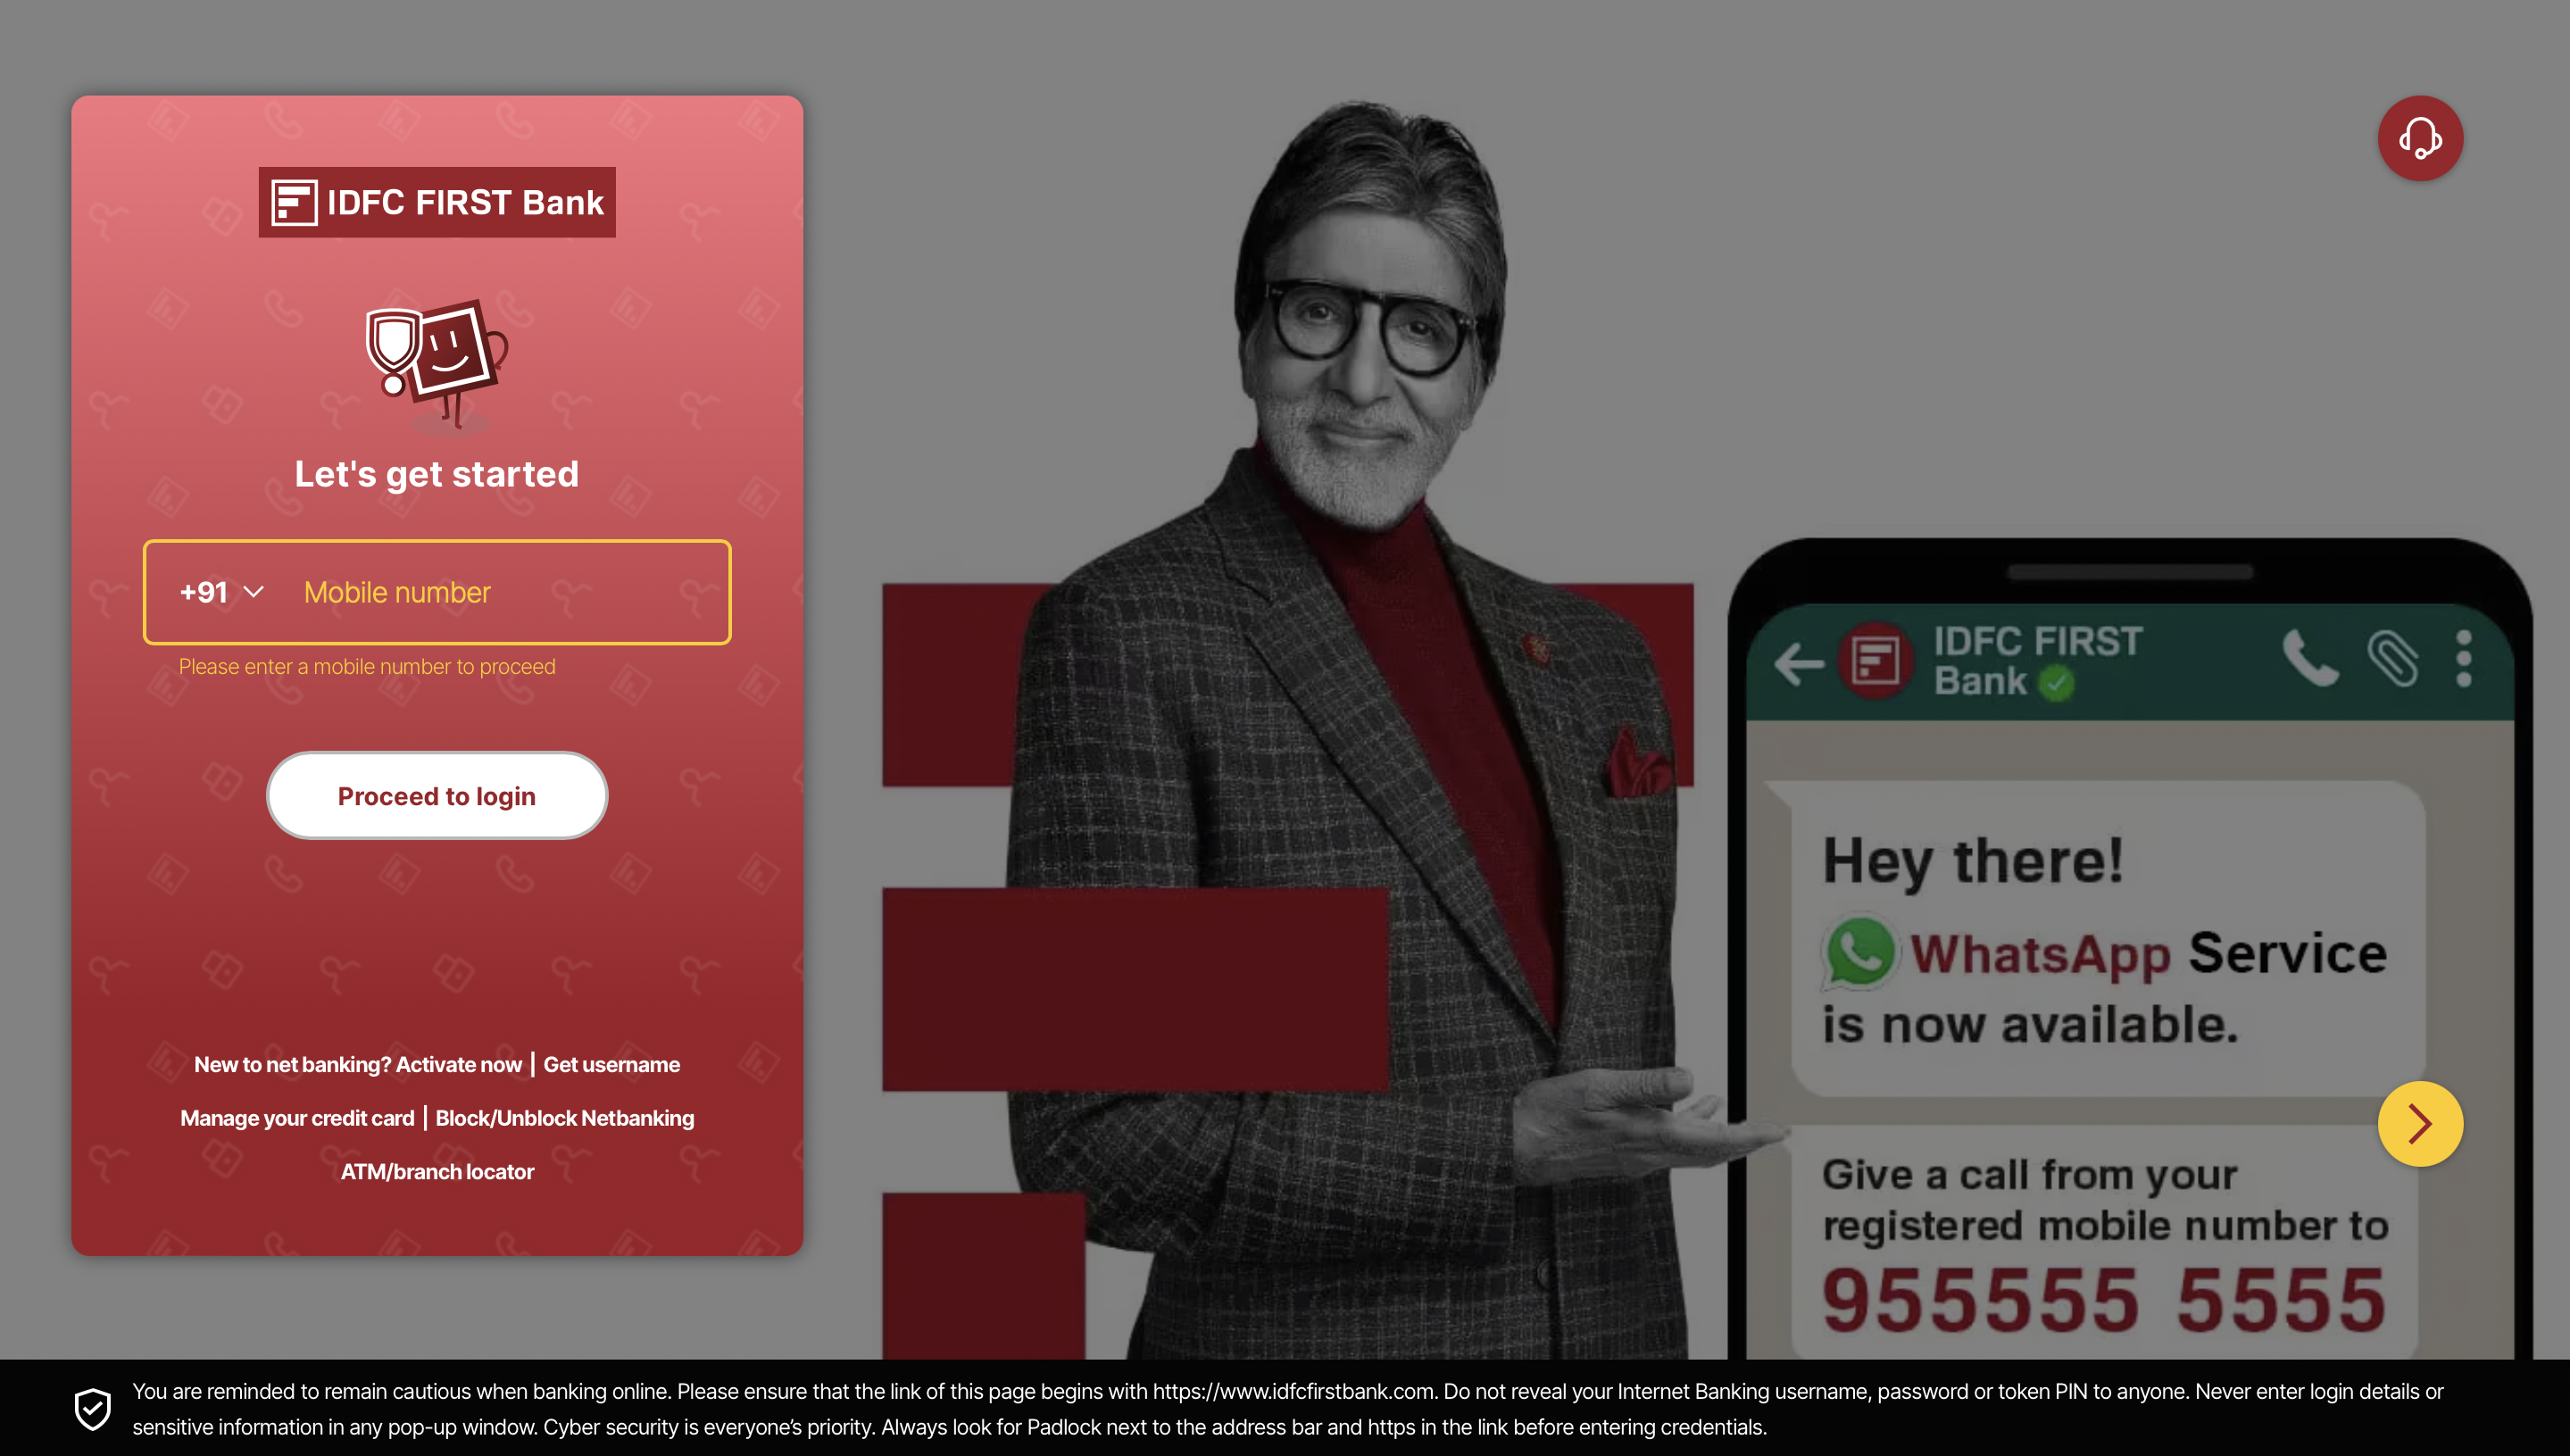 IDFC FIRST Bank
Let's get started
+91 Mobile number
Please enter a mobile number to proceed
Proceed to login
New to net banking? Activate now | Get username
Manage your credit card | Block/Unblock Netbanking
ATM/branch locator
IDFC FIRST
Bank
Hey there!
WhatsApp Service
is now available.
Give a call from your
registered mobile number to
955555 5555
You are reminded to remain cautious when banking online. Please ensure that the link of this page begins with https://www.idfcfirstbank.com. Do not reveal your Internet Banking username, password or token PIN to anyone. Never enter login details or
sensitive information in any pop-up window. Cyber security is everyone’s priority. Always look for Padlock next to the address bar and https in the link before entering credentials.